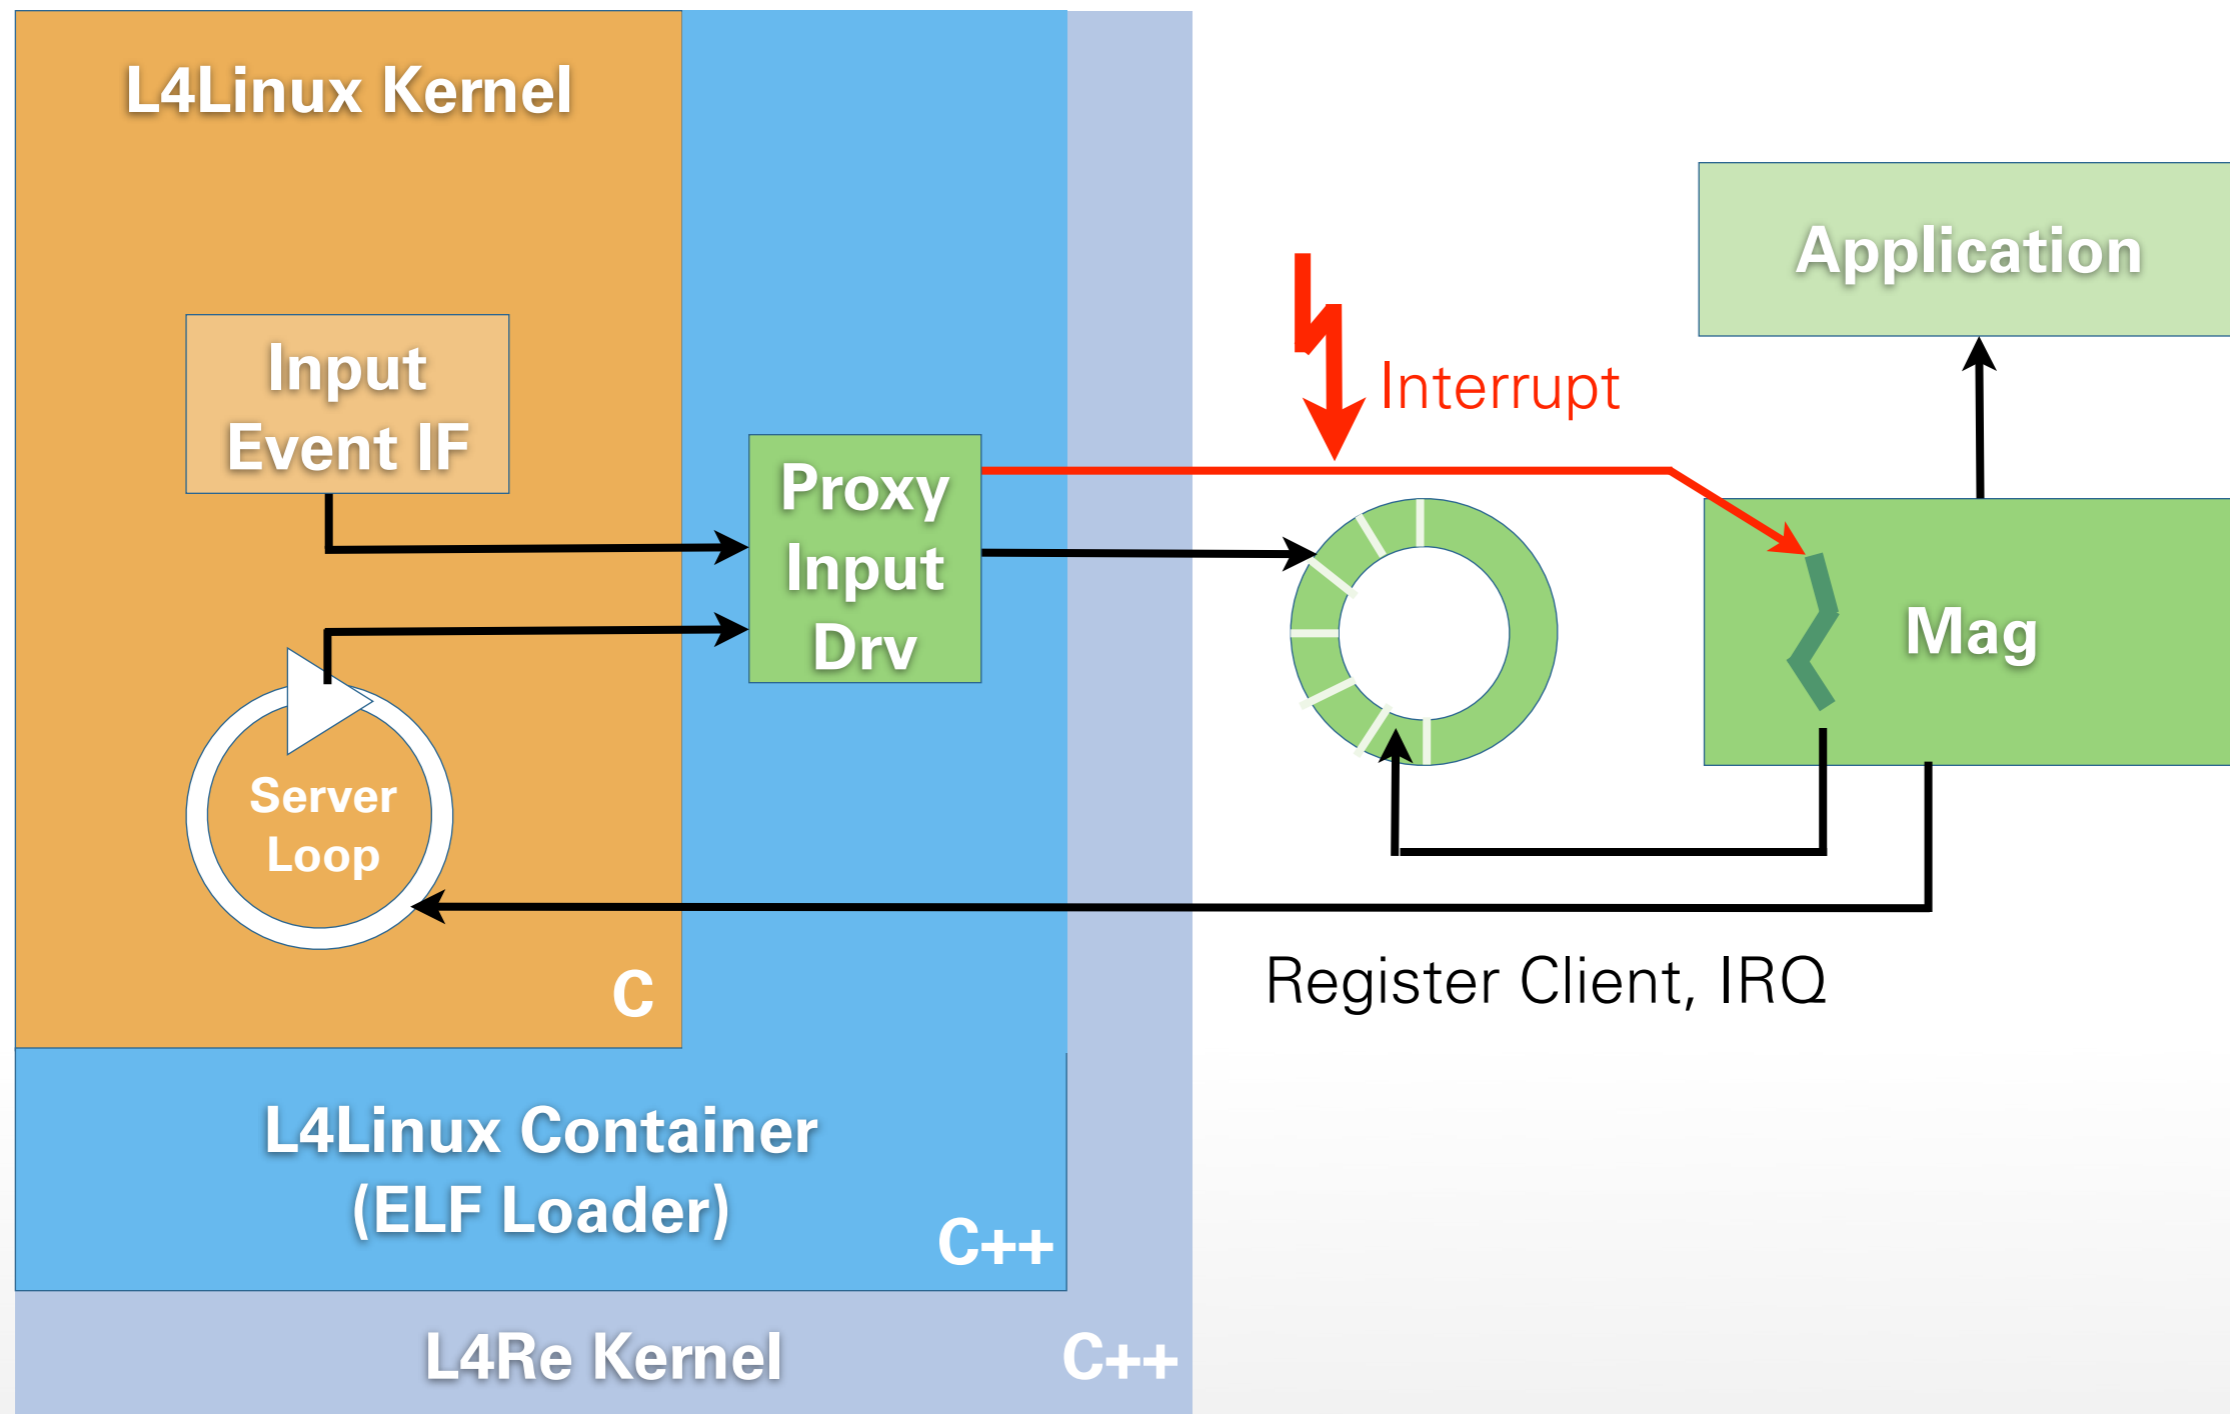 L4Linux Kernel
Input
Event IF
Server
Loop
C
Proxy
Input
Drv
Interrupt
Application
Mag
Register Client, IRQ
L4Linux Container
(ELF Loader)
C++
L4Re Kernel
C++